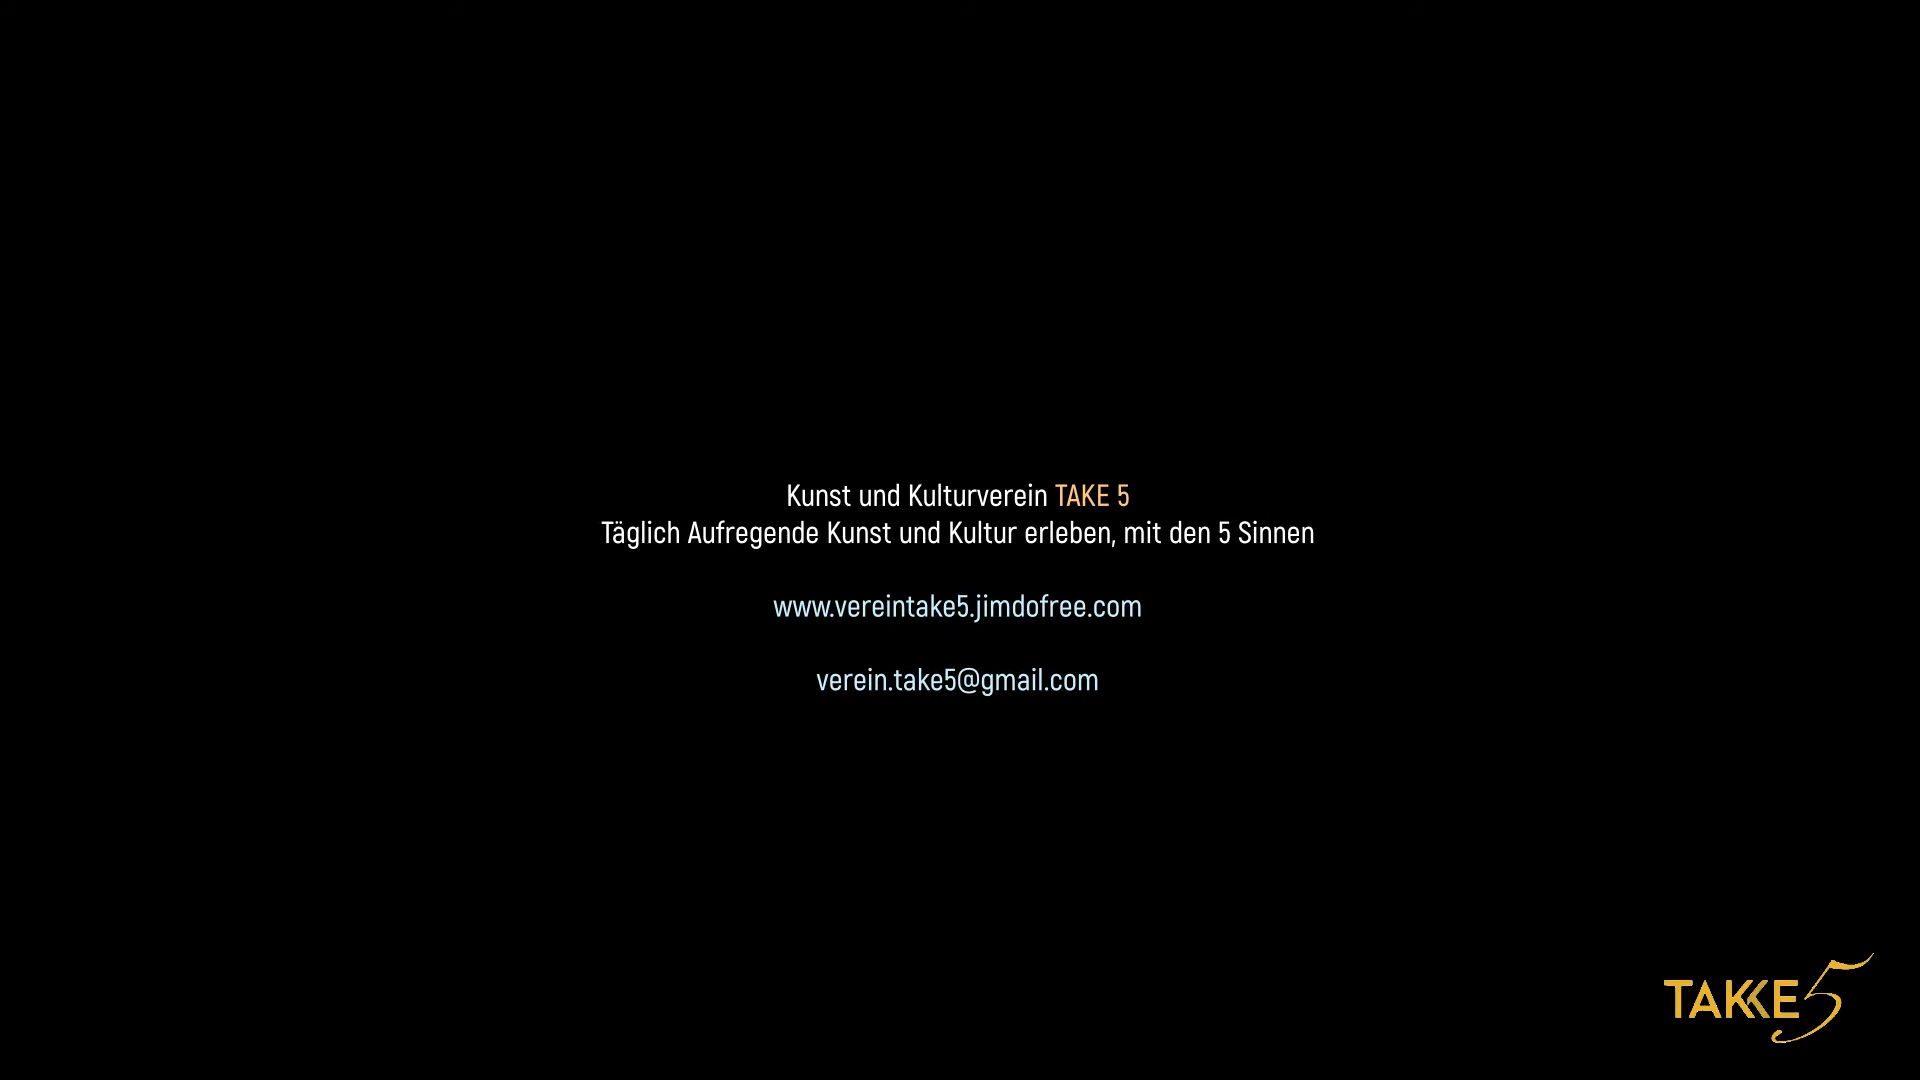 Kunst und Kulturverein TAKE 5
Täglich Aufregende Kunst und Kultur erleben, mit den 5 Sinnen
www.vereintake5.jimdofree.com
verein.take5@gmail.com
TAKKE5